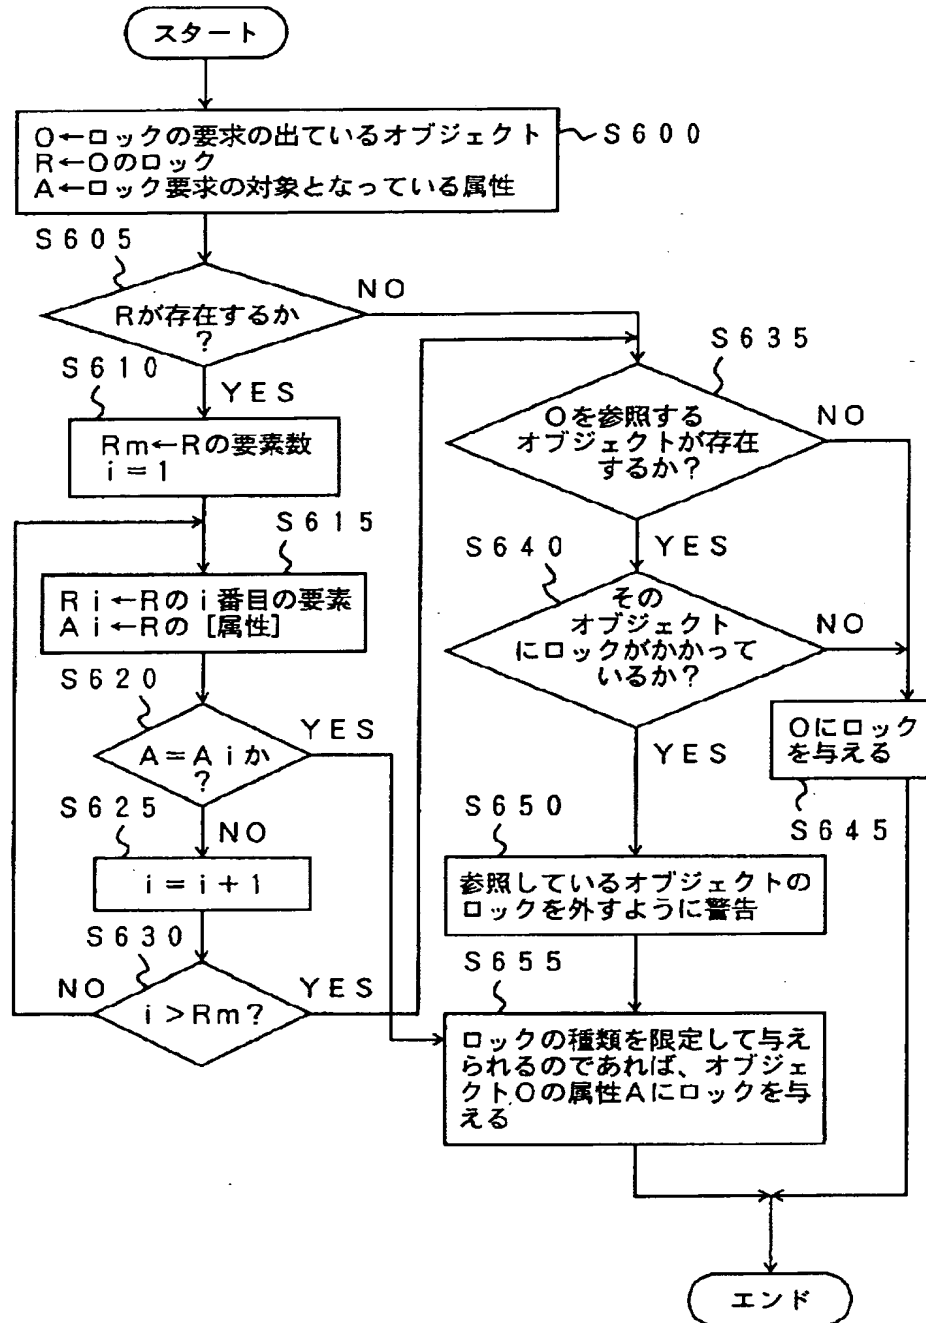 スタート
O←ロックの要求の出ているオブジェクト
R←Oのロック
A←ロック要求の対象となっている属性
S600
S605
Rが存在するか
?
NO
YES
S610
Rm←Rの要素数
i=1
S615
Ri←Rのi番目の要素
Ai←Rの[属性]
S620
A=Aiか
?
YES
NO
S625
i=i+1
S630
i>Rm?
NO
YES
S635
Oを参照する
オブジェクトが存在
するか?
NO
YES
S640
その
オブジェクト
にロックがかかって
いるか?
NO
YES
Oにロック
を与える
S645
S650
参照しているオブジェクトの
ロックを外すように警告
S655
ロックの種類を限定して与え
られるのであれば、オブジェ
クトOの属性Aにロックを与
える
エンド